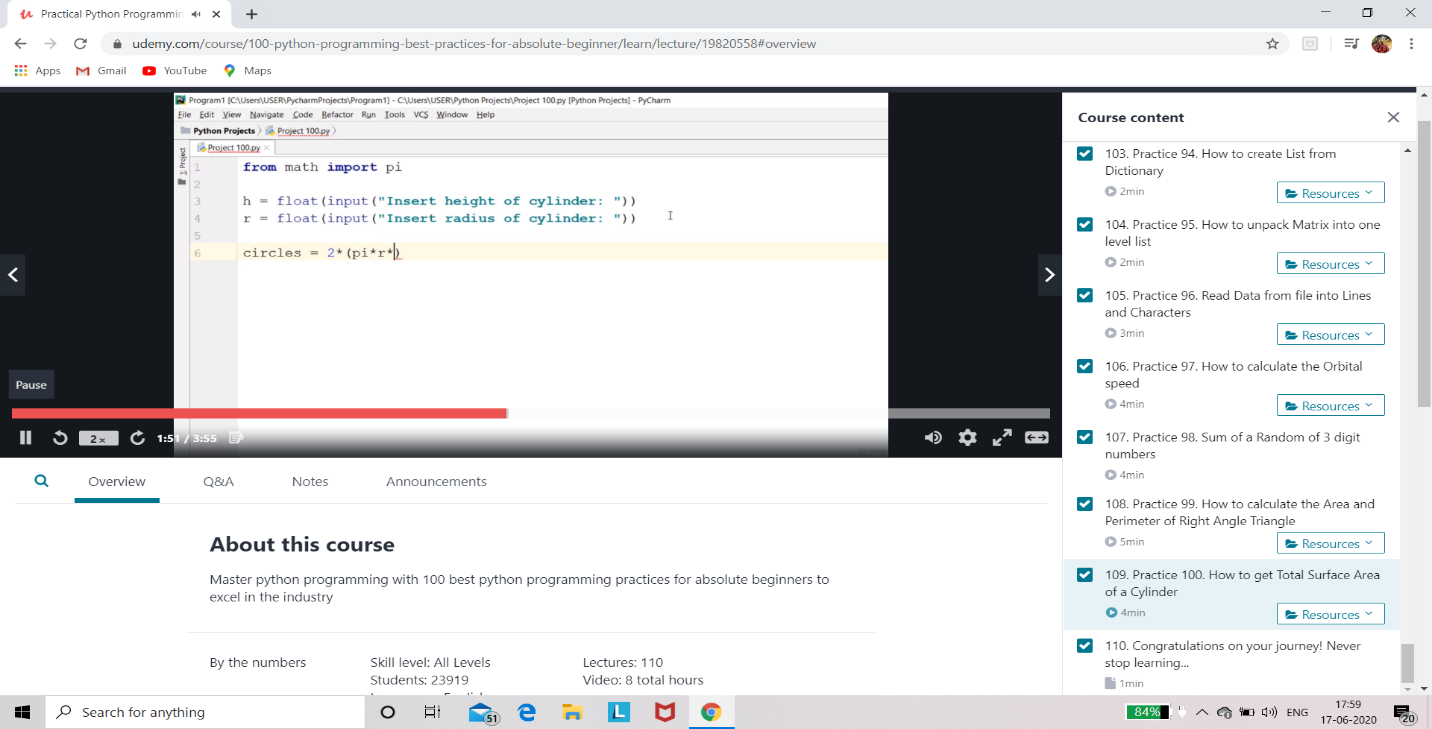 Practical Python Programmin
udemy.com/course/100-python-programming-best-practices-for-absolute-beginner/learn/lecture/19820558#overview
Apps Gmail YouTube Maps
Program1 [C:\Users\USER\PycharmProjects\Program1] - C:\Users\USER\Python Projects\Project 100.py [Python Projects] - PyCharm
File Edit View Navigate Code Refactor Run Tools VCS Window Help
Python Projects Project 100.py
Project 100.py
1: Project
1 from math import pi
2
3 h = float(input("Insert height of cylinder: "))
4 r = float(input("Insert radius of cylinder: "))
5
6 circles = 2*(pi*r*)
Pause
2x 1:51 / 3:55
Overview Q&A Notes Announcements
About this course
Master python programming with 100 best python programming practices for absolute beginners to
excel in the industry
By the numbers
Skill level: All Levels
Students: 23919
Lectures: 110
Video: 8 total hours
Course content
103. Practice 94. How to create List from
Dictionary
2min
Resources
104. Practice 95. How to unpack Matrix into one
level list
2min
Resources
105. Practice 96. Read Data from file into Lines
and Characters
3min
Resources
106. Practice 97. How to calculate the Orbital
speed
4min
Resources
107. Practice 98. Sum of a Random of 3 digit
numbers
4min
108. Practice 99. How to calculate the Area and
Perimeter of Right Angle Triangle
5min
Resources
109. Practice 100. How to get Total Surface Area
of a Cylinder
4min
Resources
110. Congratulations on your journey! Never
stop learning...
1min
Search for anything
51
L
84%
ENG
17:59
17-06-2020
20